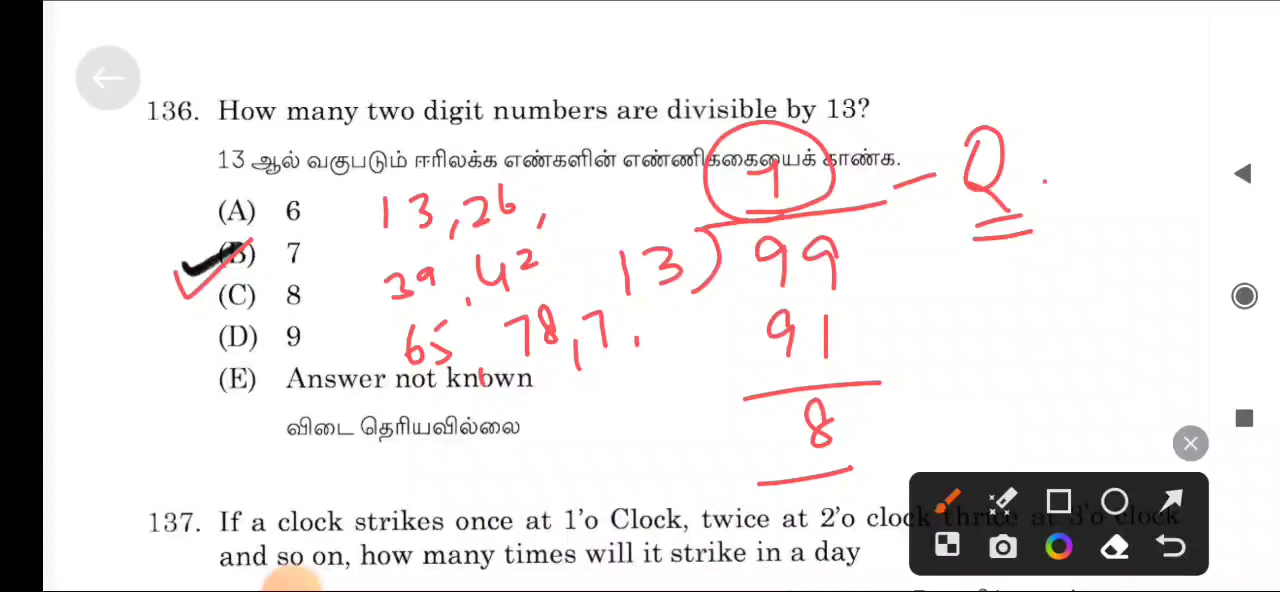 136. How many two digit numbers are divisible by 13?
13 ஆல் வகுபடும் ஈரிலக்க எண்களின் எண்ணிக்கையைக் காண்க.
(A) 6
(B) 7
(C) 8
(D) 9
(E) Answer not known
விடை தெரியவில்லை
13, 26,
39, 42
65, 78, 7.
7 - Q.
13) 99
91
8
137. If a clock strikes once at 1'o Clock, twice at 2'o clock thrice at 3'o clock
and so on, how many times will it strike in a day